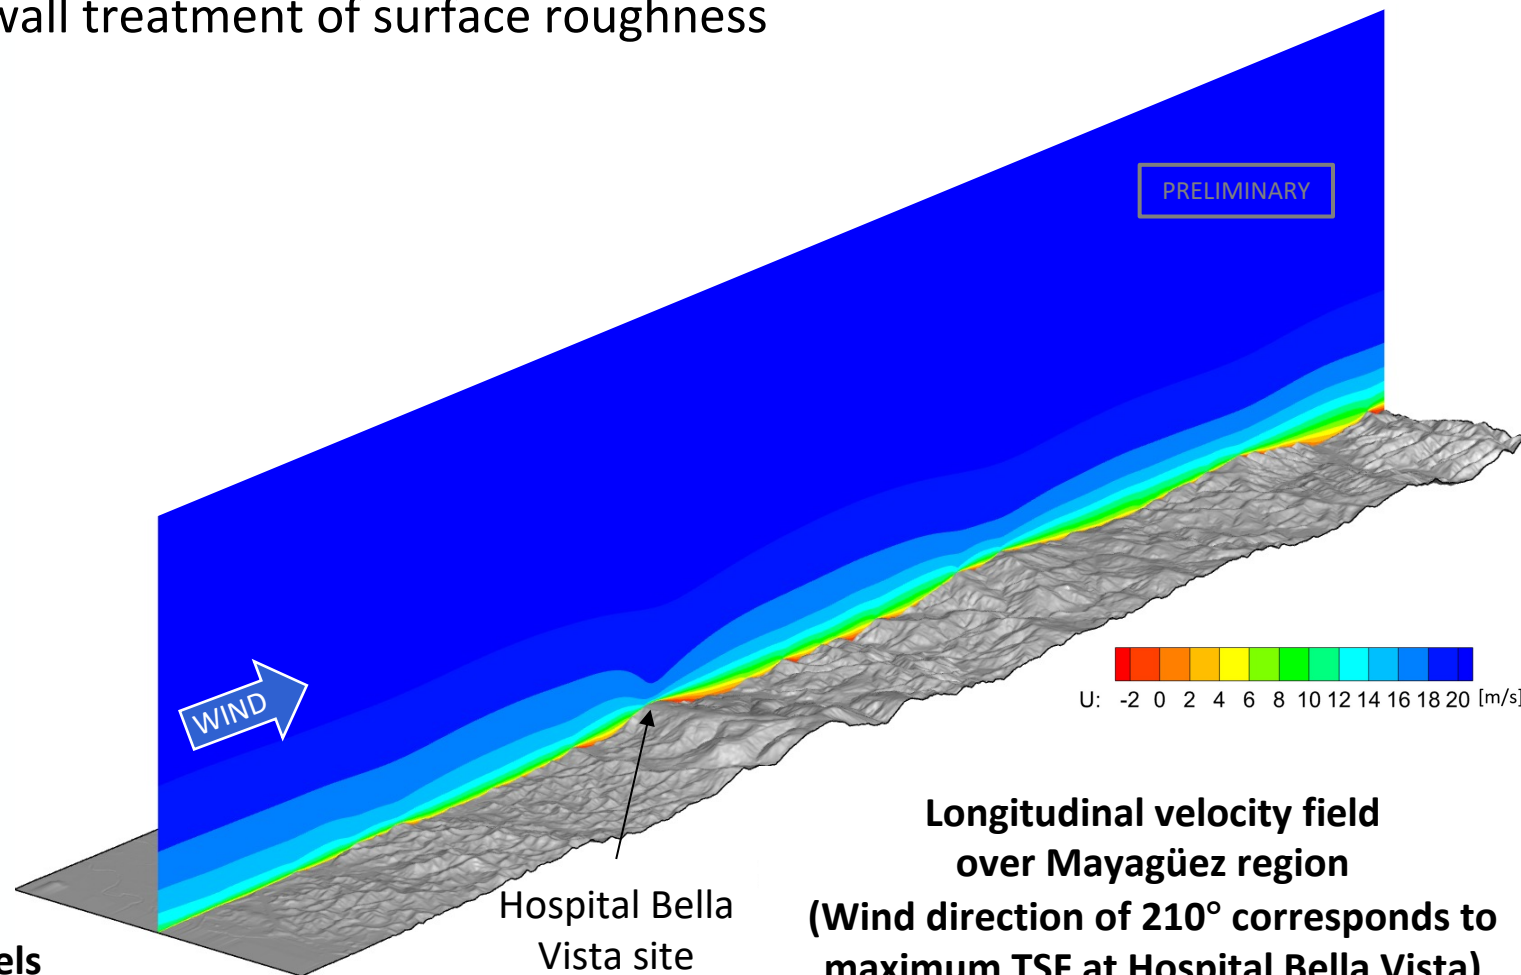 wall treatment of surface roughness
PRELIMINARY
WIND
U: -2 0 2 4 6 8 10 12 14 16 18 20 [m/s]
Longitudinal velocity field
over Mayagüez region
(Wind direction of 210° corresponds to
maximum TSF at Hospital Bella Vista)
Hospital Bella
Vista site
els